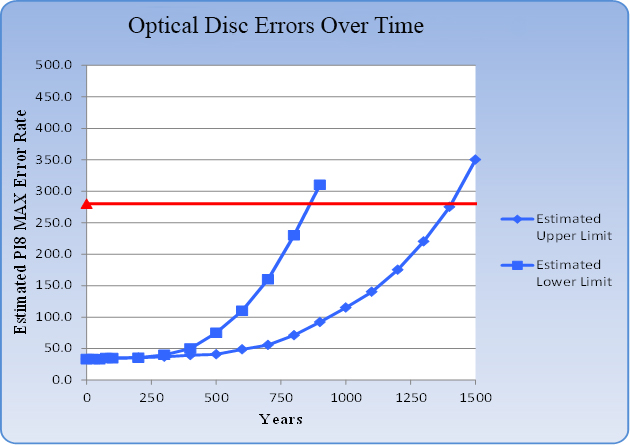 Optical Disc Errors Over Time
Estimated PI8 MAX Error Rate
500.0
450.0
400.0
350.0
300.0
250.0
200.0
150.0
100.0
50.0
0.0
0 250 500 750 1000 1250 1500
Years
Estimated
Upper Limit
Estimated
Lower Limit